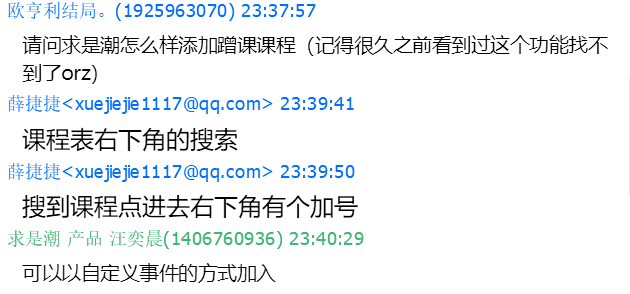 欧亨利结局。(1925963070) 23:37:57
请问求是潮怎么样添加蹭课课程（记得很久之前看到过这个功能找不
到了orz）
薛捷捷<xuejiejie1117@qq.com> 23:39:41
课程表右下角的搜索
薛捷捷<xuejiejie1117@qq.com> 23:39:50
搜到课程点进去右下角有个加号
求是潮 产品 汪奕晨(1406760936) 23:40:29
可以以自定义事件的方式加入